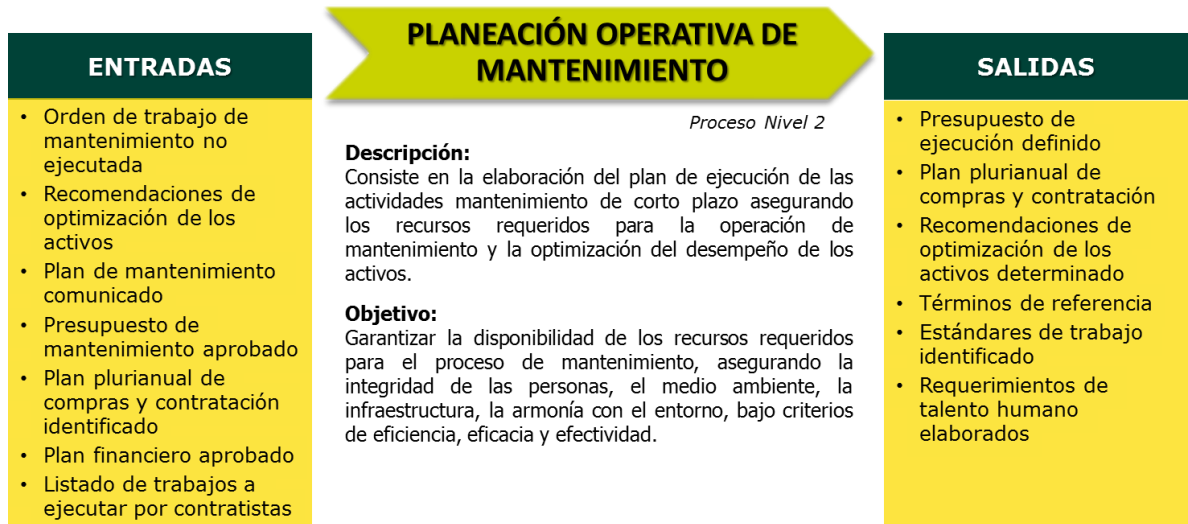 PLANEACIÓN OPERATIVA DE
MANTENIMIENTO
ENTRADAS
• Orden de trabajo de
mantenimiento no
ejecutada
• Recomendaciones de
optimización de los
activos
• Plan de mantenimiento
comunicado
• Presupuesto de
mantenimiento aprobado
• Plan plurianual de
compras y contratación
identificado
• Plan financiero aprobado
• Listado de trabajos a
ejecutar por contratistas
Proceso Nivel 2
Descripción:
Consiste en la elaboración del plan de ejecución de las
actividades mantenimiento de corto plazo asegurando
los recursos requeridos para la operación de
mantenimiento y la optimización del desempeño de los
activos.
Objetivo:
Garantizar la disponibilidad de los recursos requeridos
para el proceso de mantenimiento, asegurando la
integridad de las personas, el medio ambiente, la
infraestructura, la armonía con el entorno, bajo criterios
de eficiencia, eficacia y efectividad.
SALIDAS
• Presupuesto de
ejecución definido
• Plan plurianual de
compras y contratación
• Recomendaciones de
optimización de los
activos determinado
• Términos de referencia
• Estándares de trabajo
identificado
• Requerimientos de
talento humano
elaborados